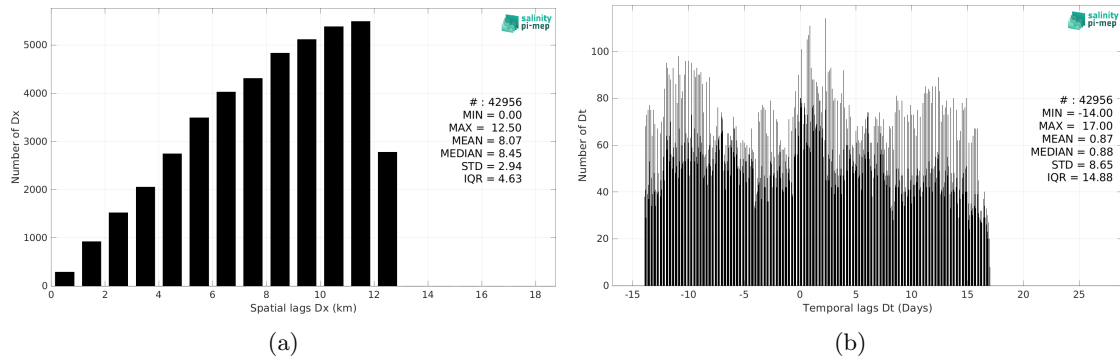 salinity
pi-mep
5000
4000
3000
2000
1000
0
Number of Dx
# : 42956
MIN = 0.00
MAX = 12.50
MEAN = 8.07
MEDIAN = 8.45
STD = 2.94
IQR = 4.63
0 2 4 6 8 10 12 14 16 18
Spatial lags Dx (km)
(a)
salinity
pi-mep
100
80
60
40
20
0
Number of Dt
# : 42956
MIN = -14.00
MAX = 17.00
MEAN = 0.87
MEDIAN = 0.88
STD = 8.65
IQR = 14.88
-15 -10 -5 0 5 10 15 20 25
Temporal lags Dt (Days)
(b)